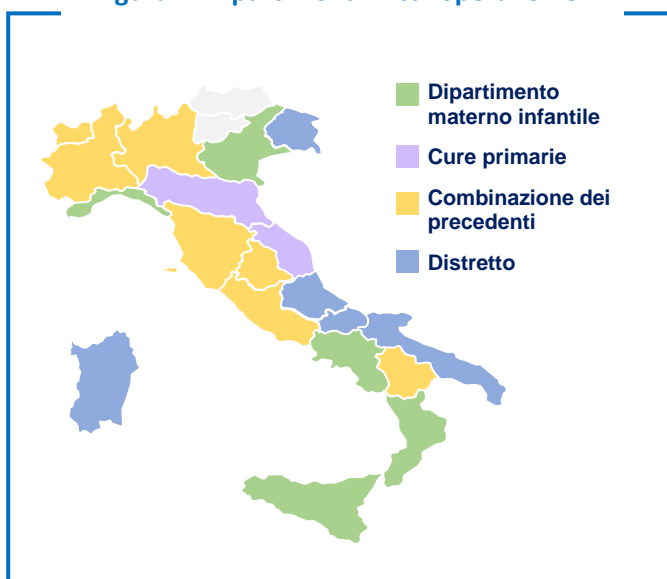 Dipartimento
materno infantile
Cure primarie
Combinazione dei
precedenti
Distretto